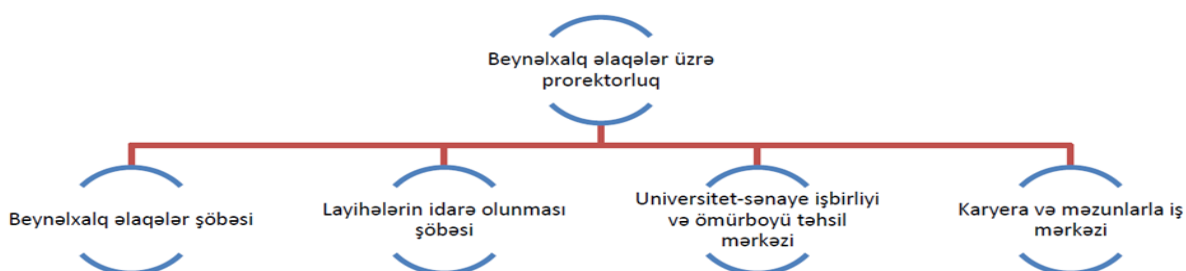 Beynəlxalq əlaqələr üzrə
prorektorluq
Beynəlxalq əlaqələr şöbəsi
Layihələrin idarə olunması
şöbəsi
Universitet-sənaye işbirliyi
və ömürboyü təhsil
mərkəzi
Karyera və məzunlarla iş
mərkəzi